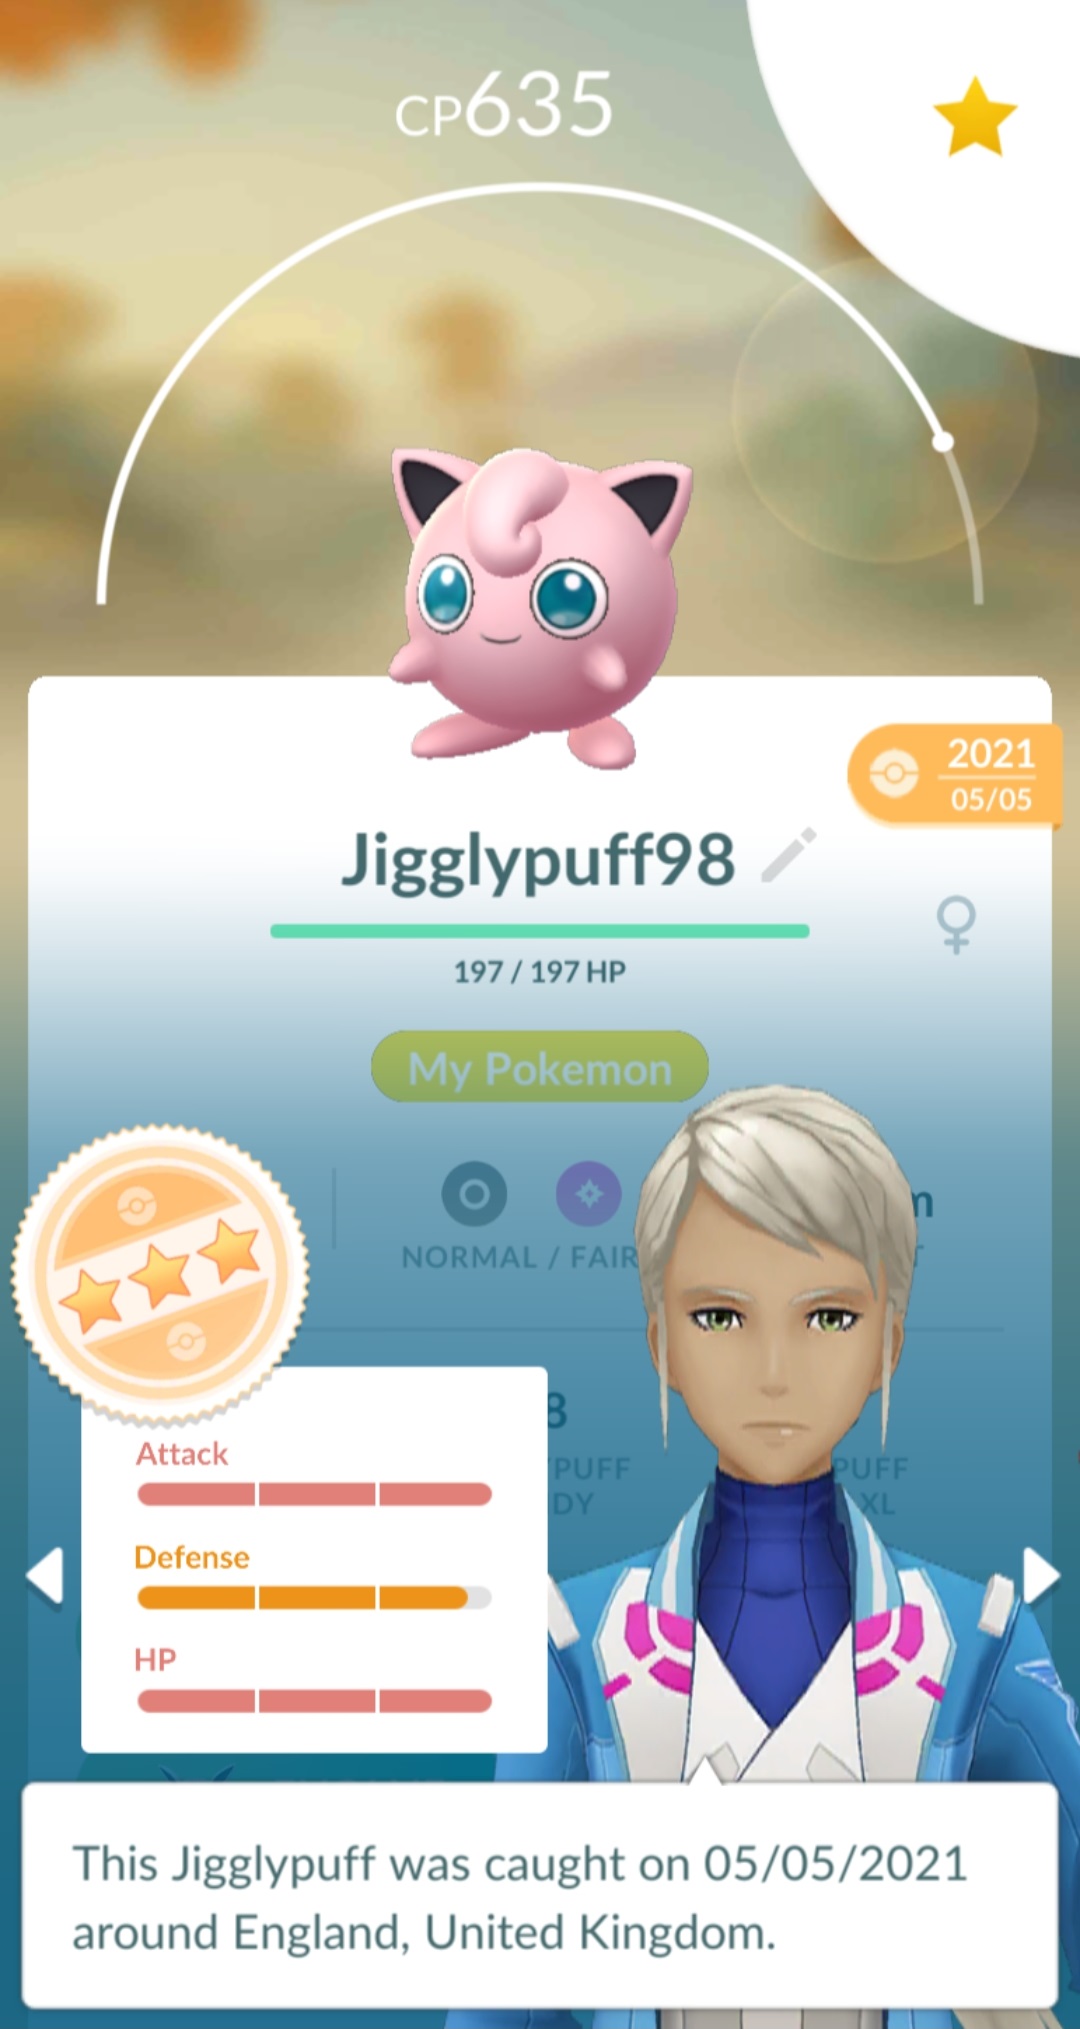 CP635
2021
05/05
Jigglypuff98
197 / 197 HP
My Pokemon
NORMAL / FAIR
8
PUFF
PUFF
DY
XL
Attack
Defense
HP
This Jigglypuff was caught on 05/05/2021
around England, United Kingdom.